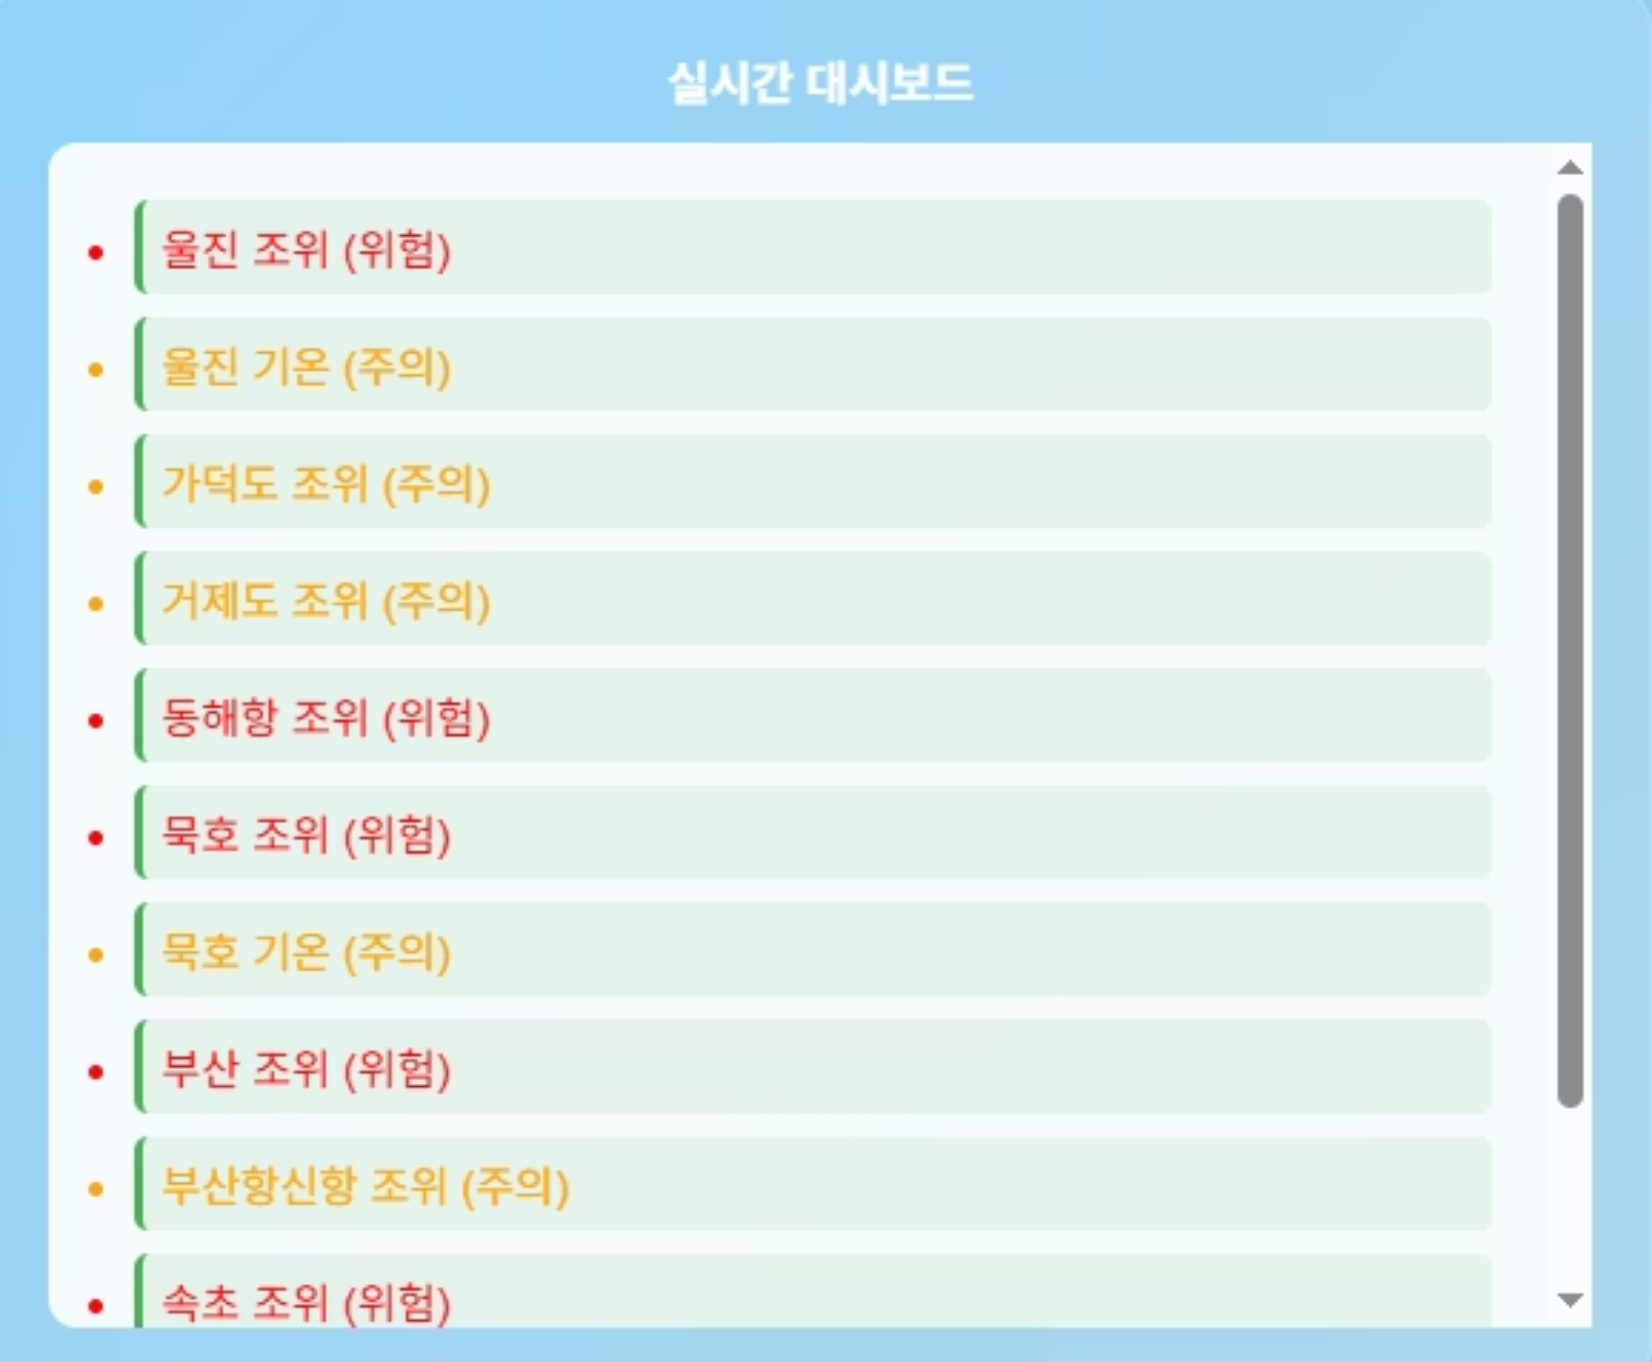 실시간 대시보드
울진 조위 (위험)
울진 기온 (주의)
가덕도 조위 (주의)
거제도 조위 (주의)
동해항 조위 (위험)
묵호 조위 (위험)
묵호 기온 (주의)
부산 조위 (위험)
부산항신항 조위 (주의)
속초 조위 (위험)